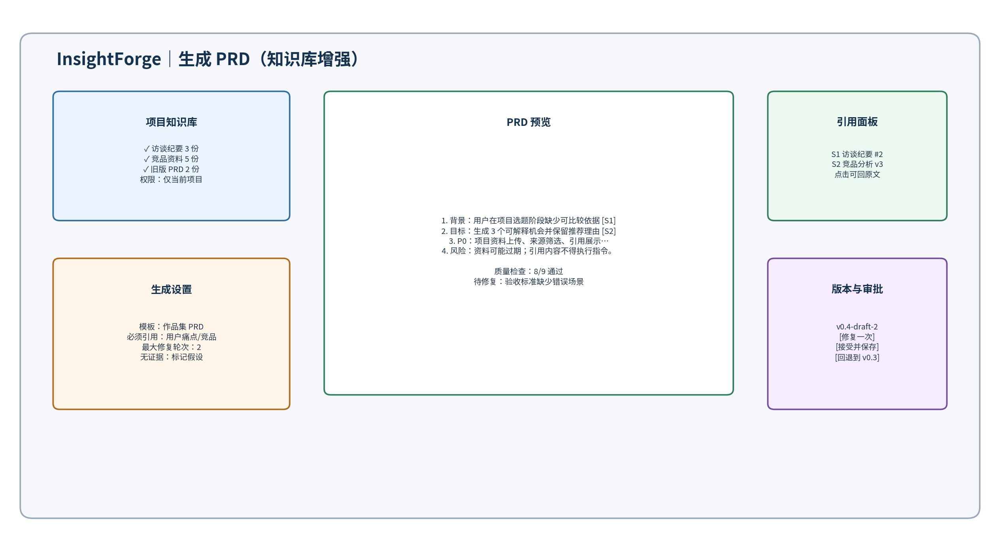 InsightForge｜生成 PRD（知识库增强）
项目知识库
✓ 访谈纪要 3 份
✓ 竞品资料 5 份
✓ 旧版 PRD 2 份
权限：仅当前项目
生成设置
模板：作品集 PRD
必须引用：用户痛点/竞品
最大修复轮次：2
无证据：标记假设
PRD 预览
1. 背景：用户在项目选题阶段缺少可比较依据 [S1]
2. 目标：生成 3 个可解释机会并保留推荐理由 [S2]
3. P0：项目资料上传、来源筛选、引用展示…
4. 风险：资料可能过期；引用内容不得执行指令。
质量检查：8/9 通过
待修复：验收标准缺少错误场景
引用面板
S1 访谈纪要 #2
S2 竞品分析 v3
点击可回原文
版本与审批
v0.4-draft-2
[修复一次]
[接受并保存]
[回退到 v0.3]